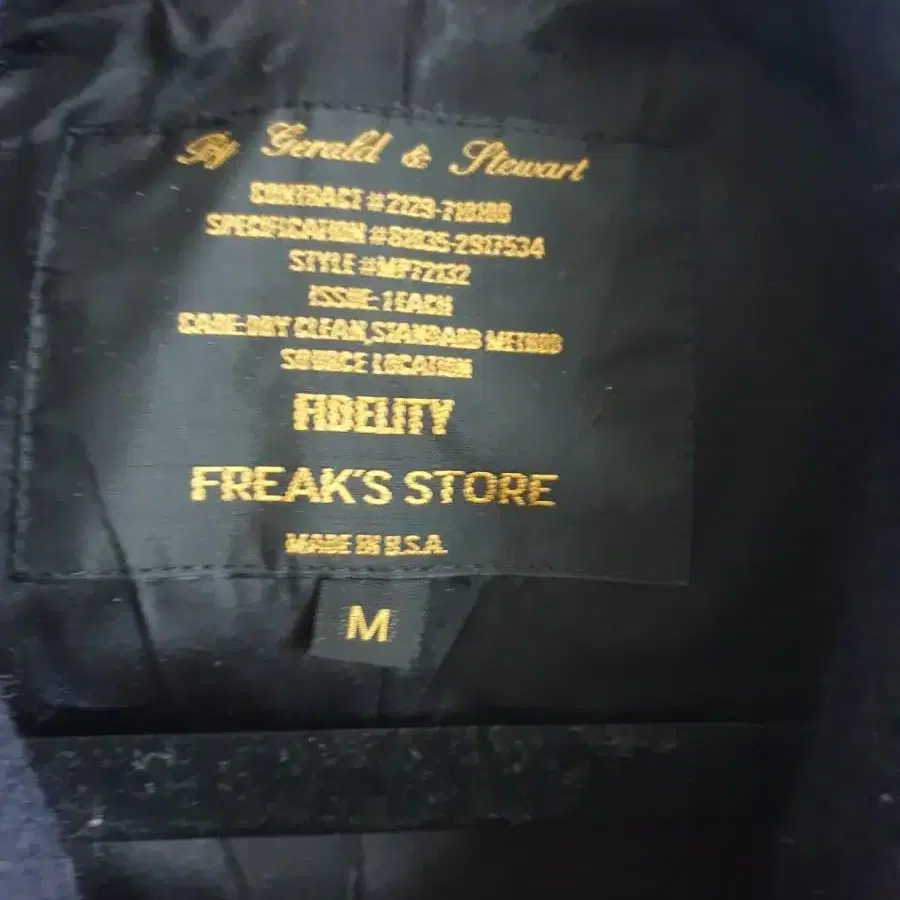 By Gerald & Stewart
CONTRACT #2129-718188
SPECIFICATION #81835-2917534
STYLE #MP72132
ISSUE: 1 EACH
CARE: DRY CLEAN, STANDARD METHOD
SOURCE LOCATION
FIDELITY
FREAK'S STORE
MADE IN U.S.A.
M